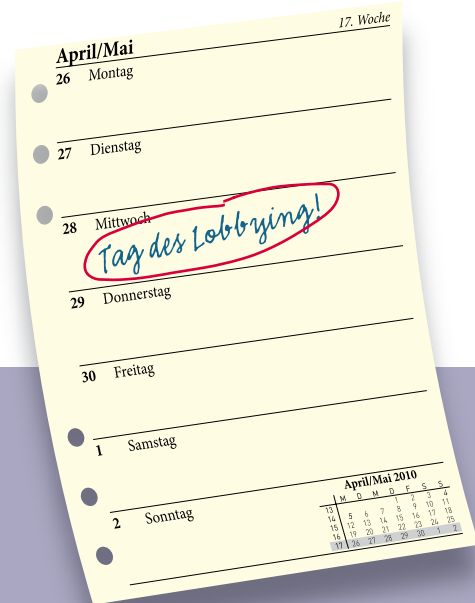 17. Woche
April/Mai
26 Montag
27 Dienstag
28 Mittwoch
Tag des Lobbying!
29 Donnerstag
30 Freitag
1 Samstag
2 Sonntag
April/Mai 2010
M D M D F S S
13 1 2 3 4
14 5 6 7 8 9 10 11
15 12 13 14 15 16 17 18
16 19 20 21 22 23 24 25
17 26 27 28 29 30 1 2